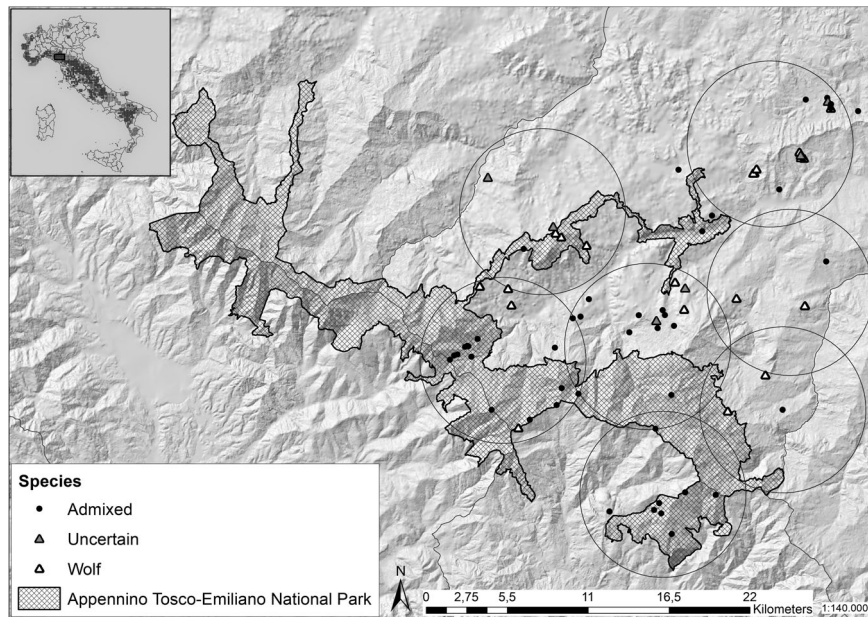 Species
Admixed
Uncertain
Wolf
Appennino Tosco-Emiliano National Park
N
0 2,75 5,5 11 16,5 22
Kilometers
1:140.000